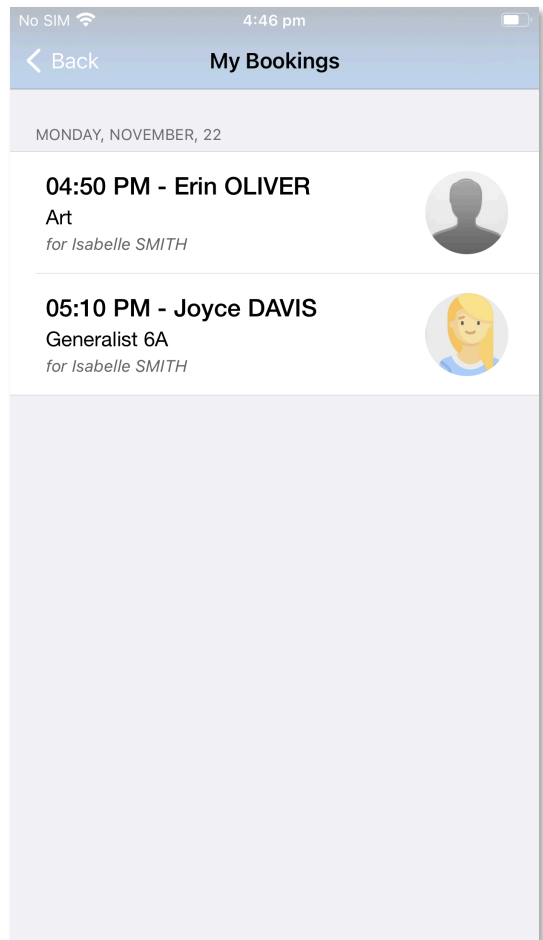 No SIM 4:46 pm
Back My Bookings
MONDAY, NOVEMBER, 22
04:50 PM - Erin OLIVER
Art
for Isabelle SMITH
05:10 PM - Joyce DAVIS
Generalist 6A
for Isabelle SMITH